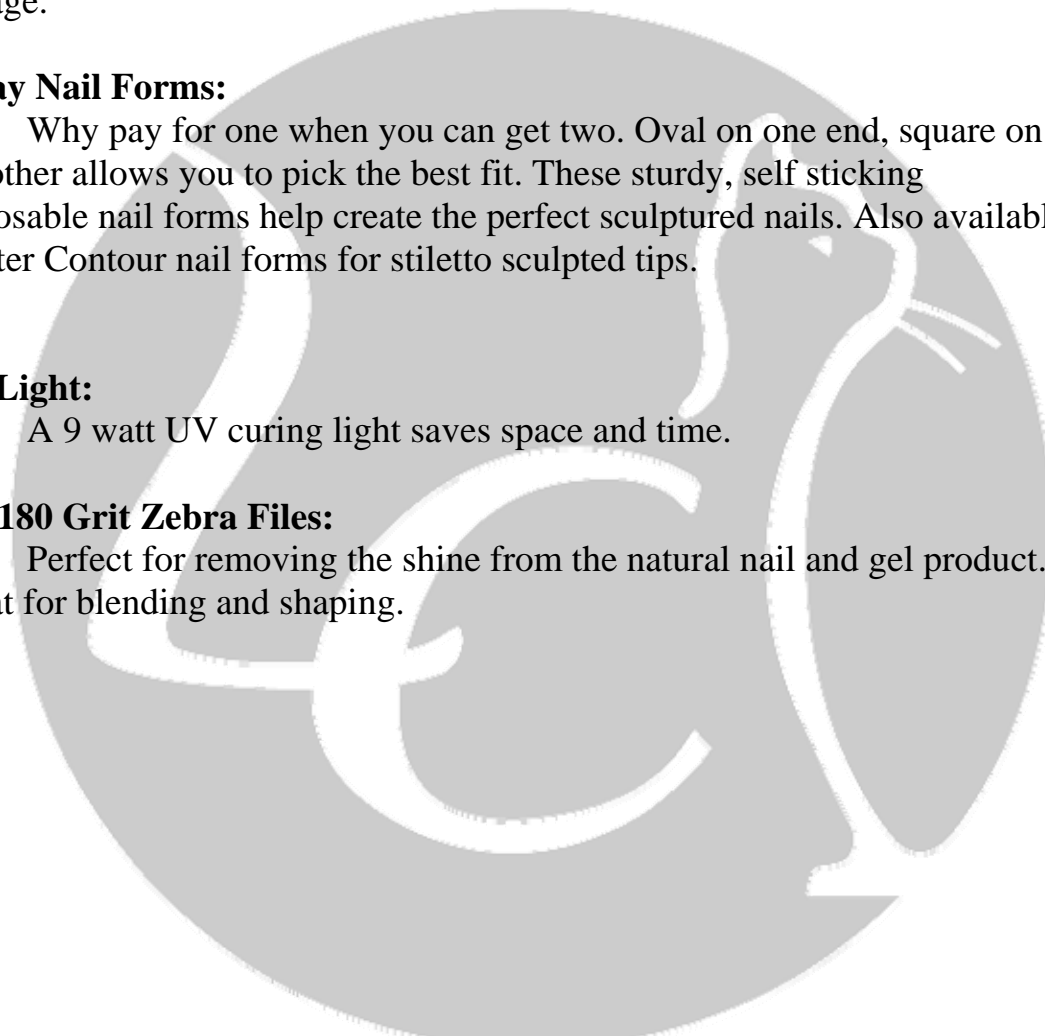 age.
ay Nail Forms:
Why pay for one when you can get two. Oval on one end, square on
other allows you to pick the best fit. These sturdy, self sticking
osable nail forms help create the perfect sculptured nails. Also availabl
ter Contour nail forms for stiletto sculpted tips.
Light:
A 9 watt UV curing light saves space and time.
180 Grit Zebra Files:
Perfect for removing the shine from the natural nail and gel product.
at for blending and shaping.
LC